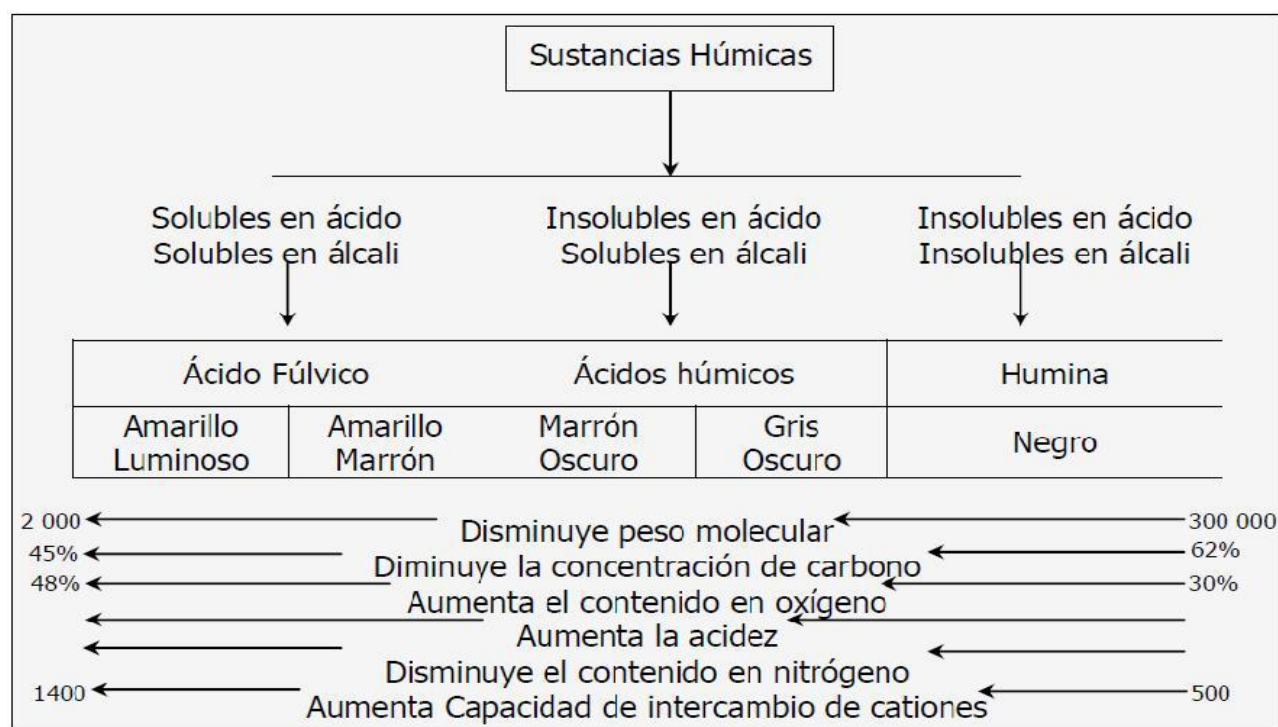 Sustancias Húmicas
Solubles en ácido
Solubles en álcali
Insolubles en ácido
Solubles en álcali
Insolubles en ácido
Insolubles en álcali
Ácido Fúlvico
Ácidos húmicos
Humina
Amarillo
Luminoso
Amarillo
Marrón
Marrón
Oscuro
Gris
Oscuro
Negro
2 000 Disminuye peso molecular 300 000
45% Diminuye la concentración de carbono 62%
48% Aumenta el contenido en oxígeno 30%
Aumenta la acidez
Disminuye el contenido en nitrógeno
1400 Aumenta Capacidad de intercambio de cationes 500